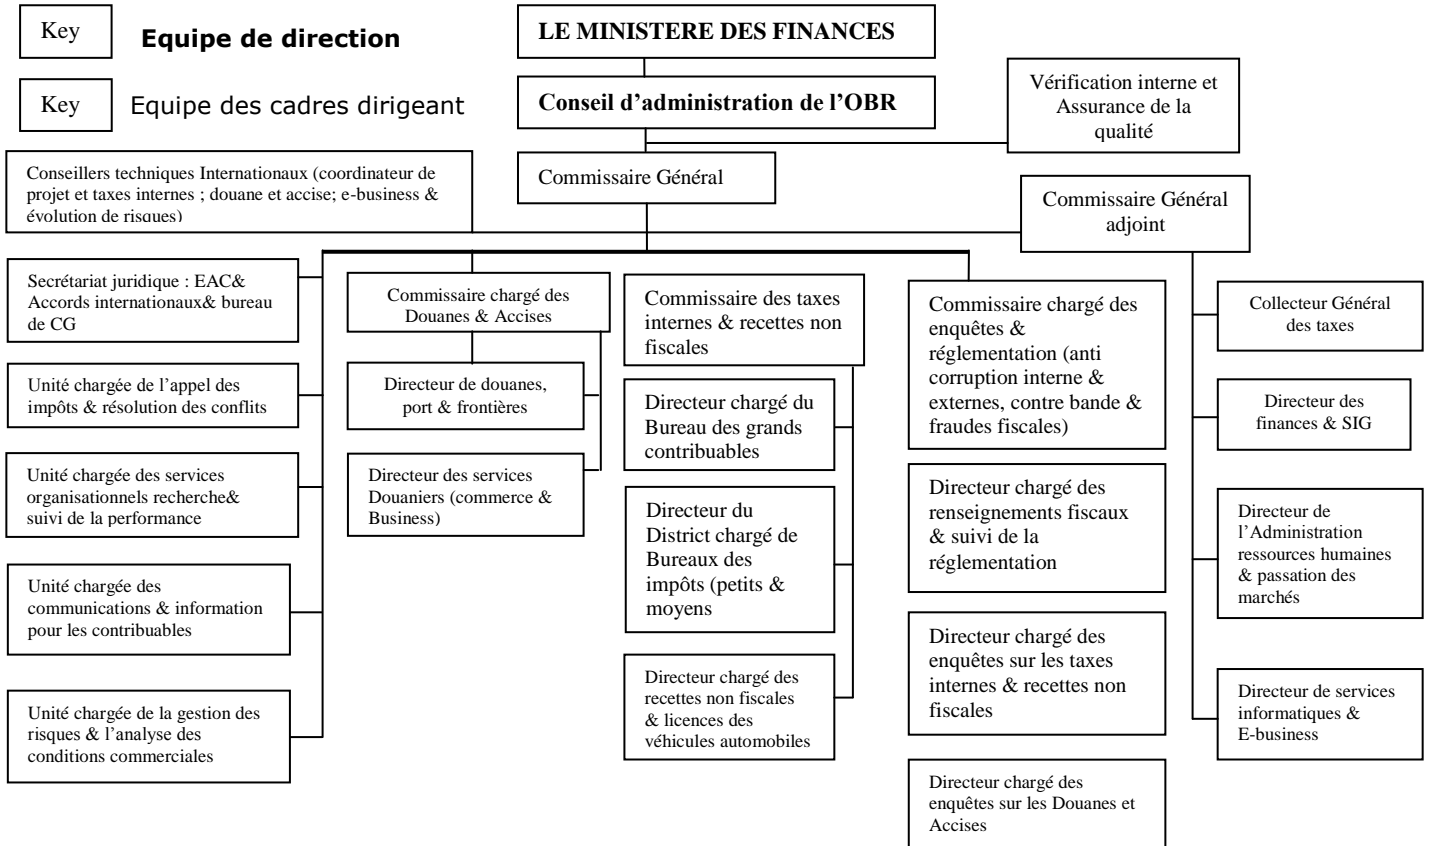 Key
Equipe de direction
LE MINISTERE DES FINANCES
Key
Equipe des cadres dirigeant
Conseil d’administration de l’OBR
Vérification interne et
Assurance de la
qualité
Conseillers techniques Internationaux (coordinateur de
projet et taxes internes ; douane et accise; e-business &
évolution de risques)
Commissaire Général
Commissaire Général
adjoint
Secrétariat juridique : EAC&
Accords internationaux& bureau
de CG
Unité chargée de l’appel des
impôts & résolution des conflits
Unité chargée des services
organisationnels recherche&
suivi de la performance
Unité chargée des
communications & information
pour les contribuables
Unité chargée de la gestion des
risques & l’analyse des
conditions commerciales
Commissaire chargé des
Douanes & Accises
Directeur de douanes,
port & frontières
Directeur des services
Douaniers (commerce &
Business)
Commissaire des taxes
internes & recettes non
fiscales
Directeur chargé du
Bureau des grands
contribuables
Directeur du
District chargé de
Bureaux des
impôts (petits &
moyens
Directeur chargé des
recettes non fiscales
& licences des
véhicules automobiles
Commissaire chargé des
enquêtes &
réglementation (anti
corruption interne &
externes, contre bande &
fraudes fiscales)
Directeur chargé des
renseignements fiscaux
& suivi de la
réglementation
Directeur chargé des
enquêtes sur les taxes
internes & recettes non
fiscales
Directeur chargé des
enquêtes sur les Douanes et
Accises
Collecteur Général
des taxes
Directeur des
finances & SIG
Directeur de
l’Administration
ressources humaines
& passation des
marchés
Directeur de services
informatiques &
E-business